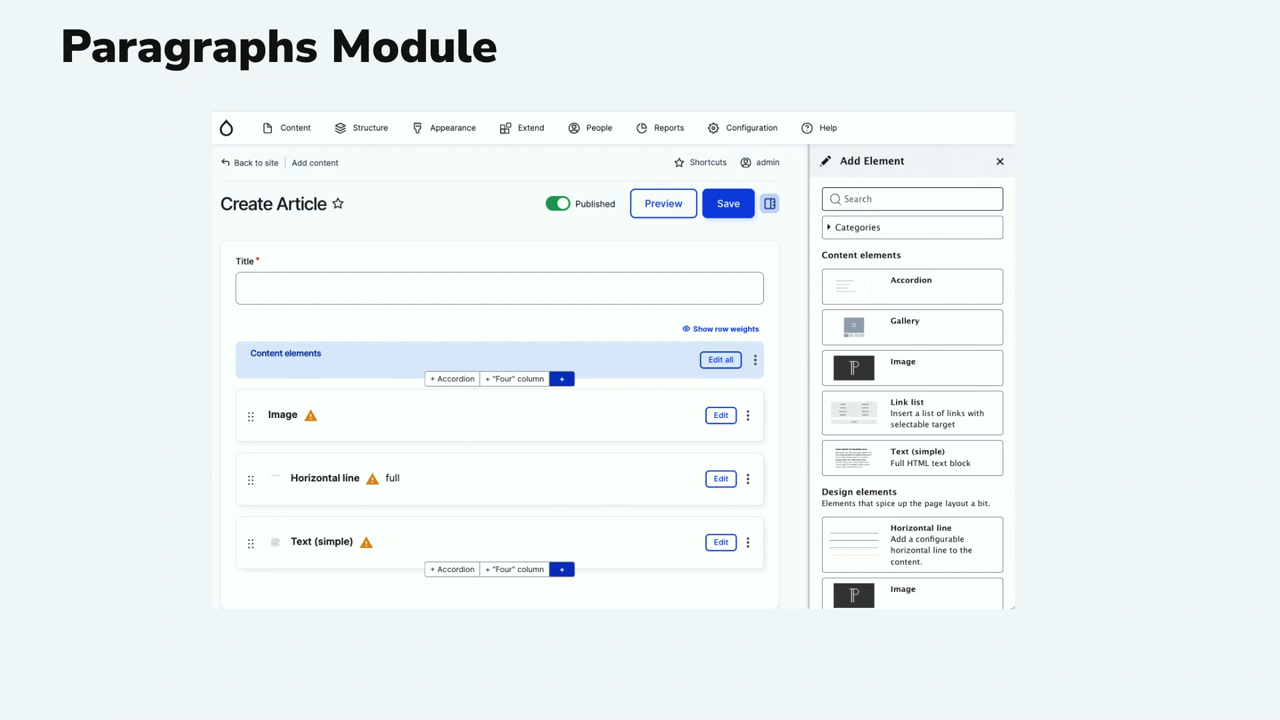 Paragraphs Module
Content Structure Appearance Extend People Reports Configuration Help
Back to site Add content Shortcuts admin
Create Article Published Preview Save
Title*
Show row weights
Content elements Edit all
+ Accordion + "Four" column +
Image Edit
Horizontal line full Edit
Text (simple) Edit
+ Accordion + "Four" column +
Add Element
Search
Categories
Content elements
Accordion
Gallery
Image
Link list
Insert a list of links with
selectable target
Text (simple)
Full HTML text block
Design elements
Elements that spice up the page layout a bit.
Horizontal line
Add a configurable
horizontal line to the
content.
Image